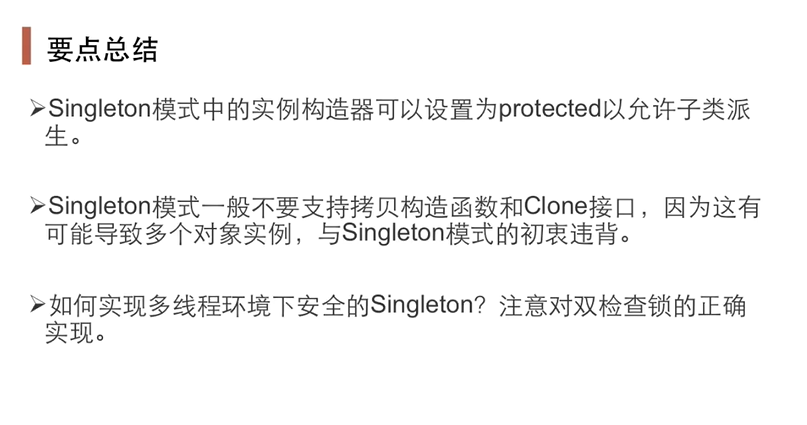 要点总结
➢Singleton模式中的实例构造器可以设置为protected以允许子类派
生。
➢Singleton模式一般不要支持拷贝构造函数和Clone接口，因为这有
可能导致多个对象实例，与Singleton模式的初衷违背。
➢如何实现多线程环境下安全的Singleton？注意对双检查锁的正确
实现。